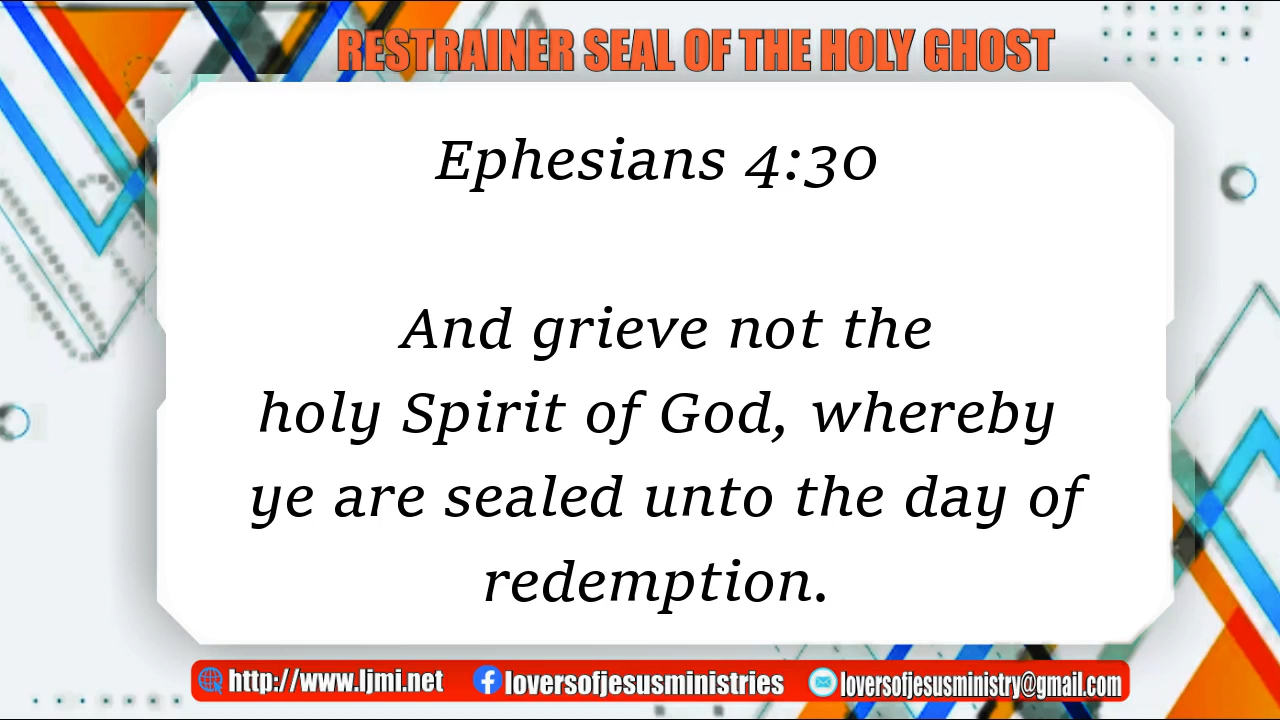 RESTRAINER SEAL OF THE HOLY GHOST
Ephesians 4:30
And grieve not the
holy Spirit of God, whereby
ye are sealed unto the day of
redemption.
http://www.ljmi.net loversofjesusministries loversofjesusministry@gmail.com